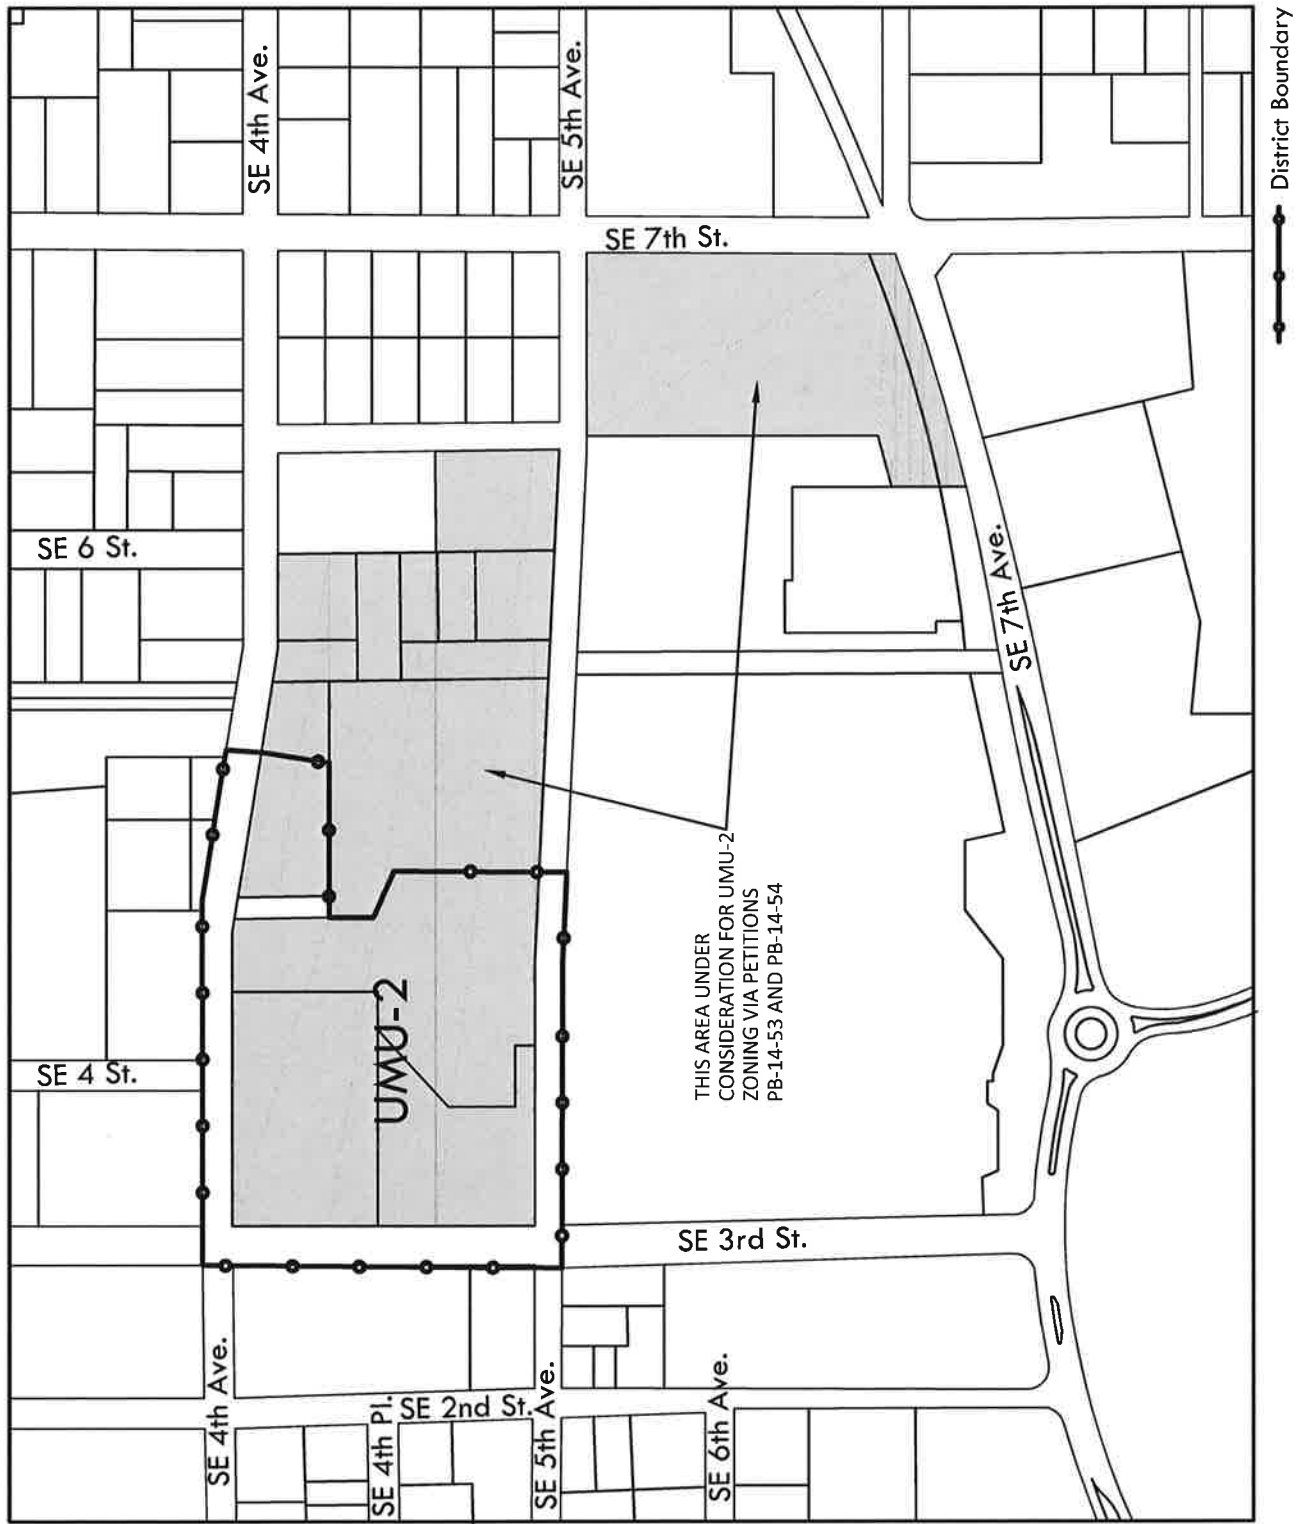 SE 4th Ave.
SE 5th Ave.
SE 7th St.
SE 6 St.
SE 7th Ave.
UMU-2
THIS AREA UNDER
CONSIDERATION FOR UMU-2
ZONING VIA PETITIONS
PB-14-53 AND PB-14-54
SE 4 St.
SE 3rd St.
SE 4th Ave.
SE 4th Pl.
SE 2nd St.
SE 5th Ave.
SE 6th Ave.
District Boundary